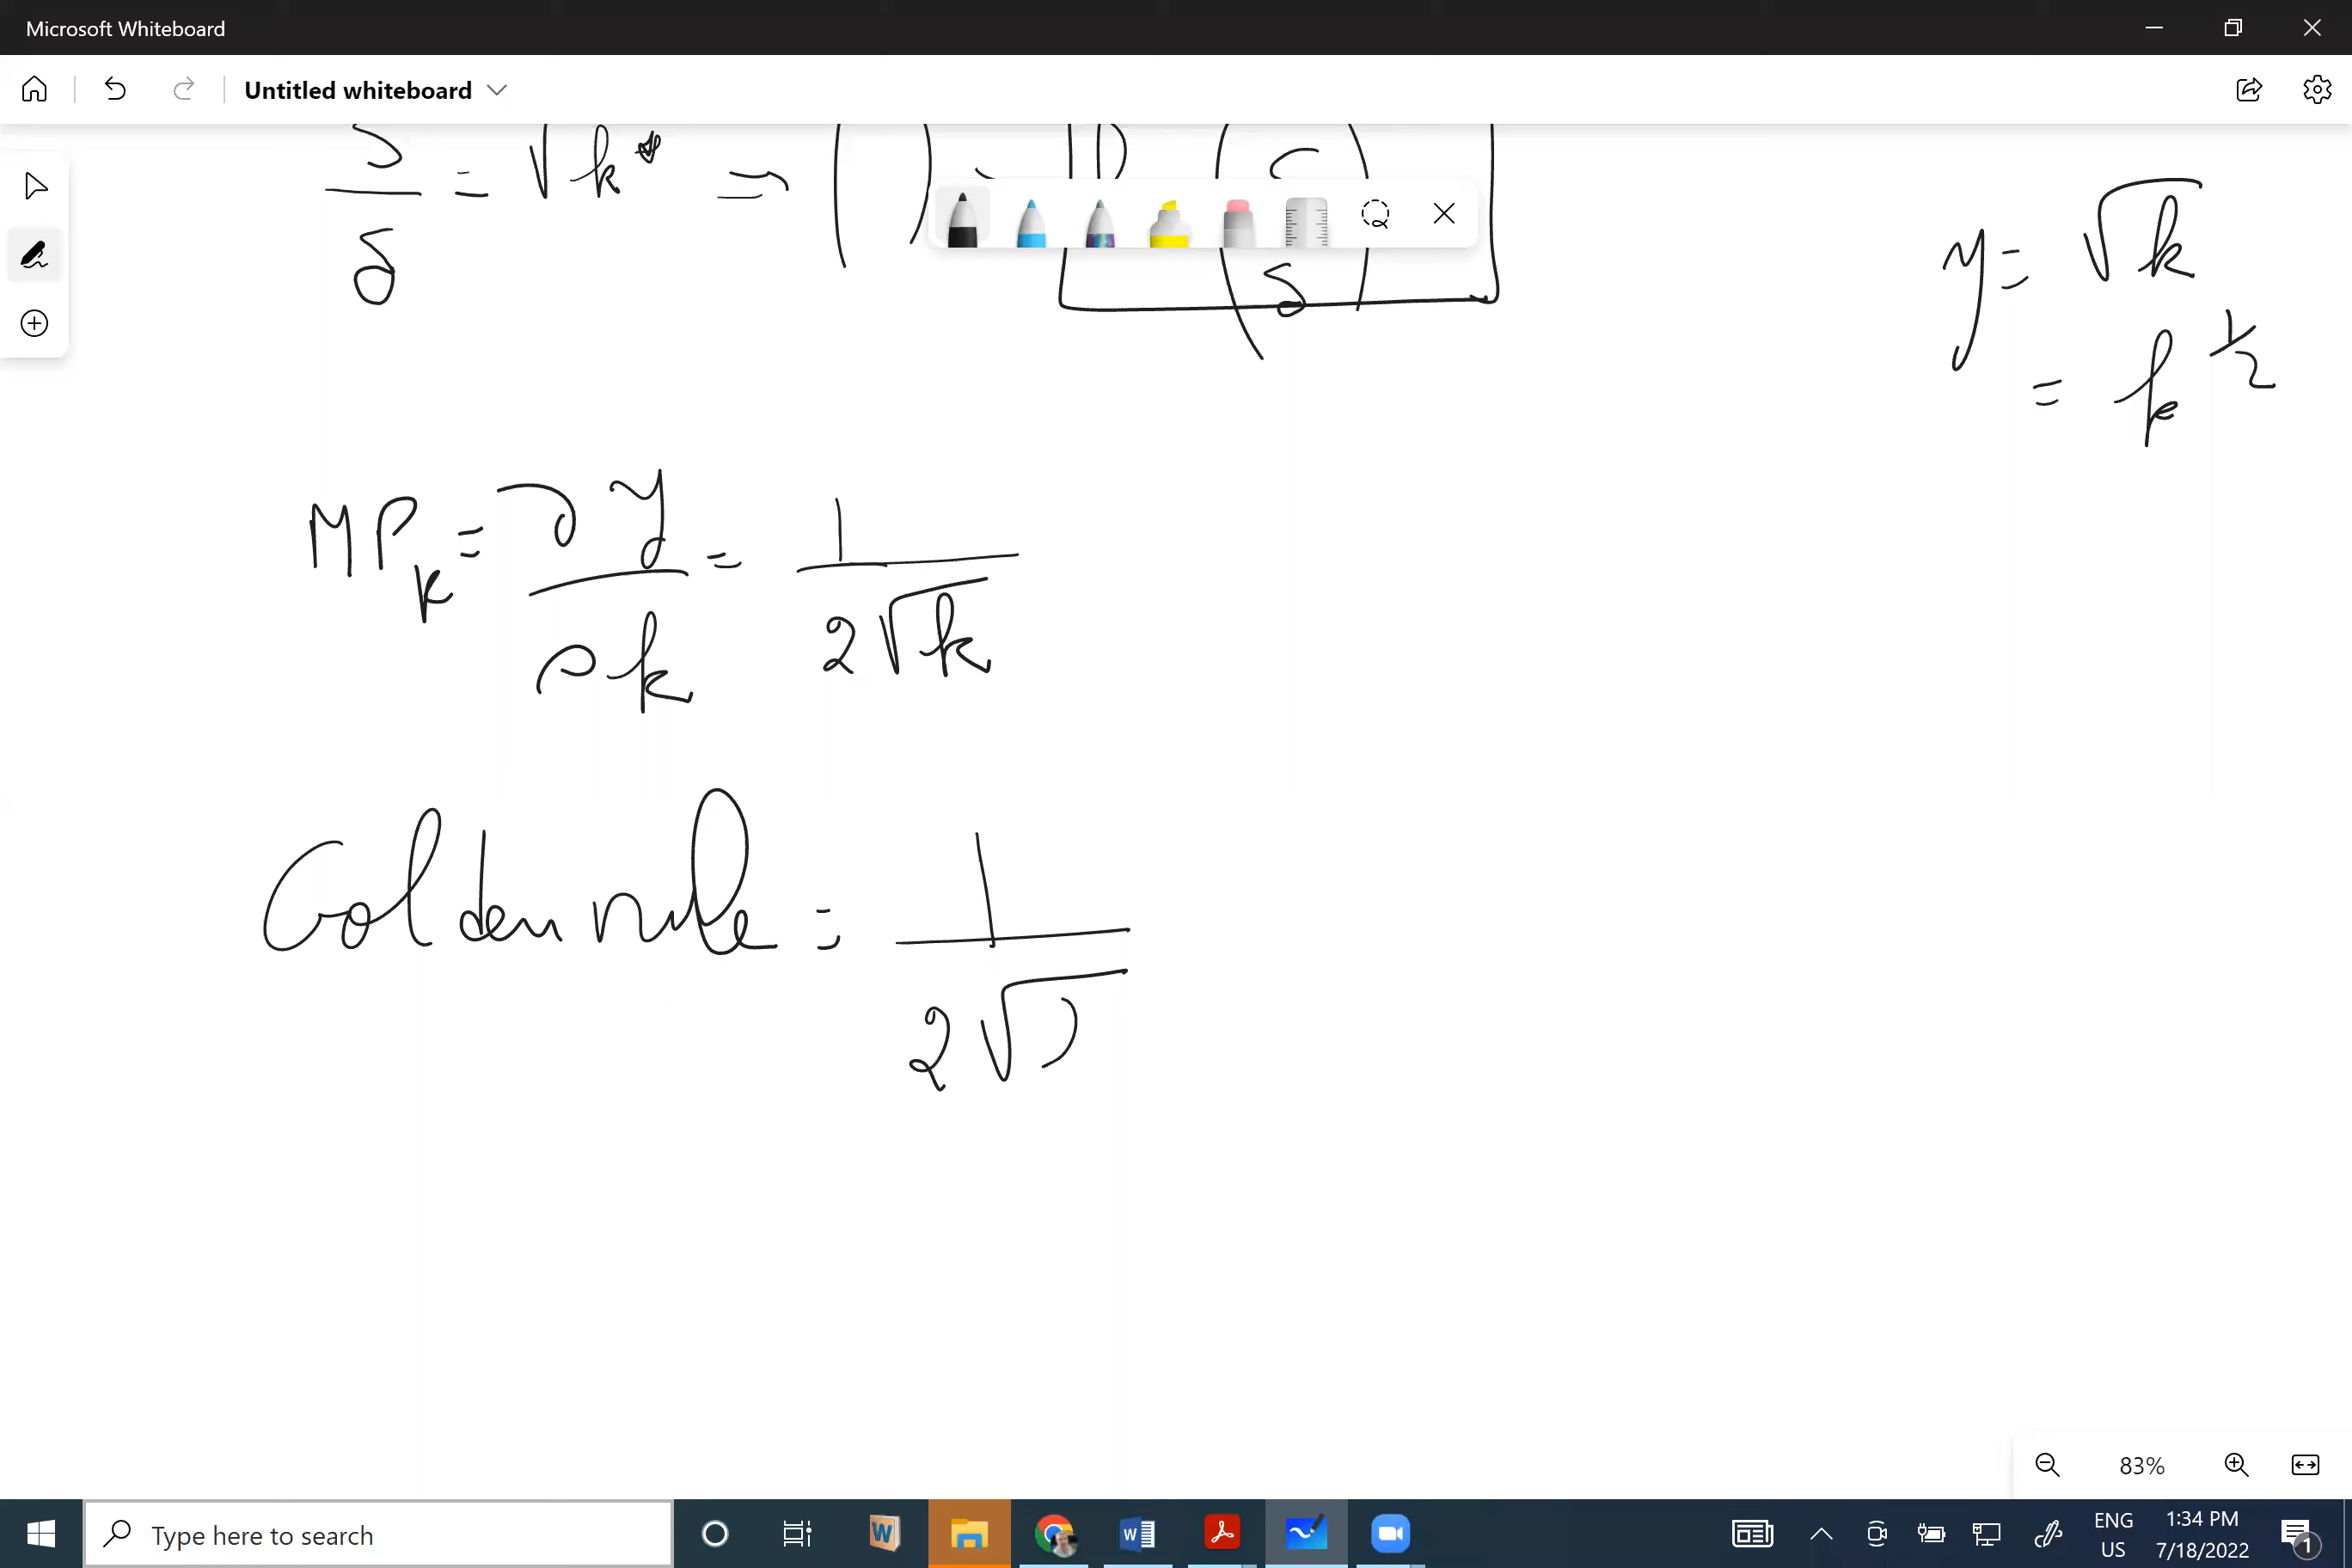 Microsoft Whiteboard
Untitled whiteboard
s/δ = √k* ⇒ ( ) (s/δ)
y = √k
= k^1/2
MP_k = ∂y/∂k = 1/(2√k)
Golden rule = 1/(2√
83%
Type here to search
ENG
US
1:34 PM
7/18/2022
1